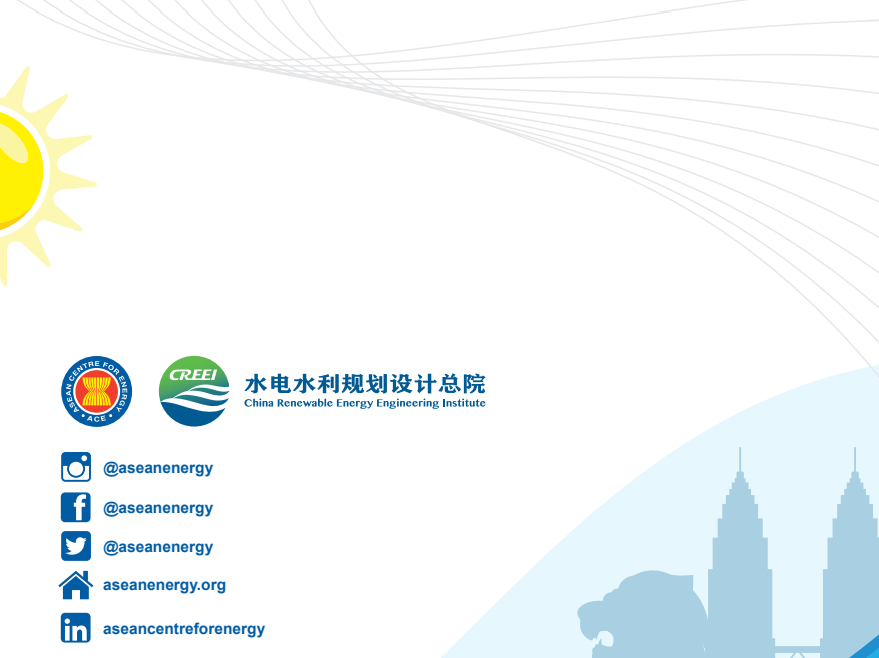 ASEAN CENTRE FOR ENERGY
• ACE •
CREEI
水电水利规划设计总院
China Renewable Energy Engineering Institute
@aseanenergy
@aseanenergy
@aseanenergy
aseanenergy.org
in aseancentreforenergy